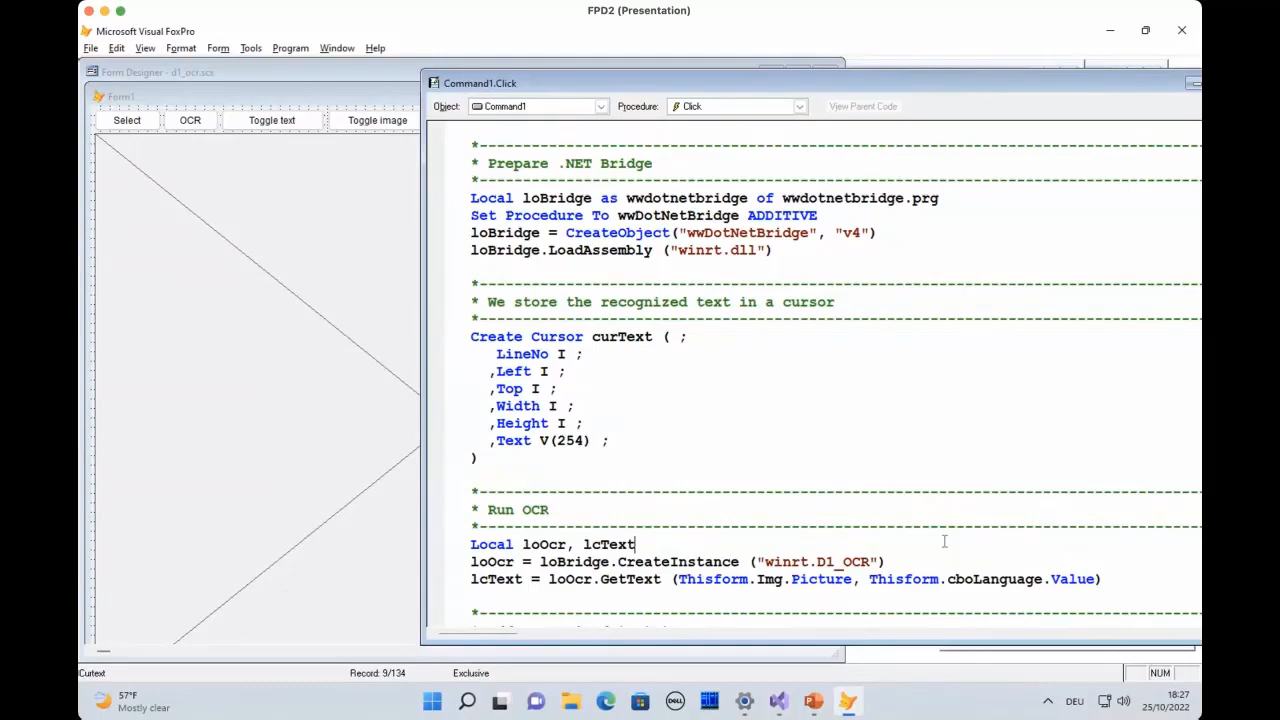 FPD2 (Presentation)
Microsoft Visual FoxPro
File Edit View Format Form Tools Program Window Help
Form Designer - d1_ocr.scx
Form1
Select OCR Toggle text Toggle image
Command1.Click
Object: Command1 Procedure: Click View Parent Code
*---------------------------------------------------------------
* Prepare .NET Bridge
*---------------------------------------------------------------
Local loBridge as wwdotnetbridge of wwdotnetbridge.prg
Set Procedure To wwDotNetBridge ADDITIVE
loBridge = CreateObject("wwDotNetBridge", "v4")
loBridge.LoadAssembly ("winrt.dll")
*---------------------------------------------------------------
* We store the recognized text in a cursor
*---------------------------------------------------------------
Create Cursor curText ( ;
LineNo I ;
,Left I ;
,Top I ;
,Width I ;
,Height I ;
,Text V(254) ;
)
*---------------------------------------------------------------
* Run OCR
*---------------------------------------------------------------
Local loOcr, lcText
loOcr = loBridge.CreateInstance ("winrt.D1_OCR")
lcText = loOcr.GetText (Thisform.Img.Picture, Thisform.cboLanguage.Value)
*---------------------------------------------------------------
Curtext Record: 9/134 Exclusive NUM
57°F
Mostly clear
DELL
DEU
18:27
25/10/2022